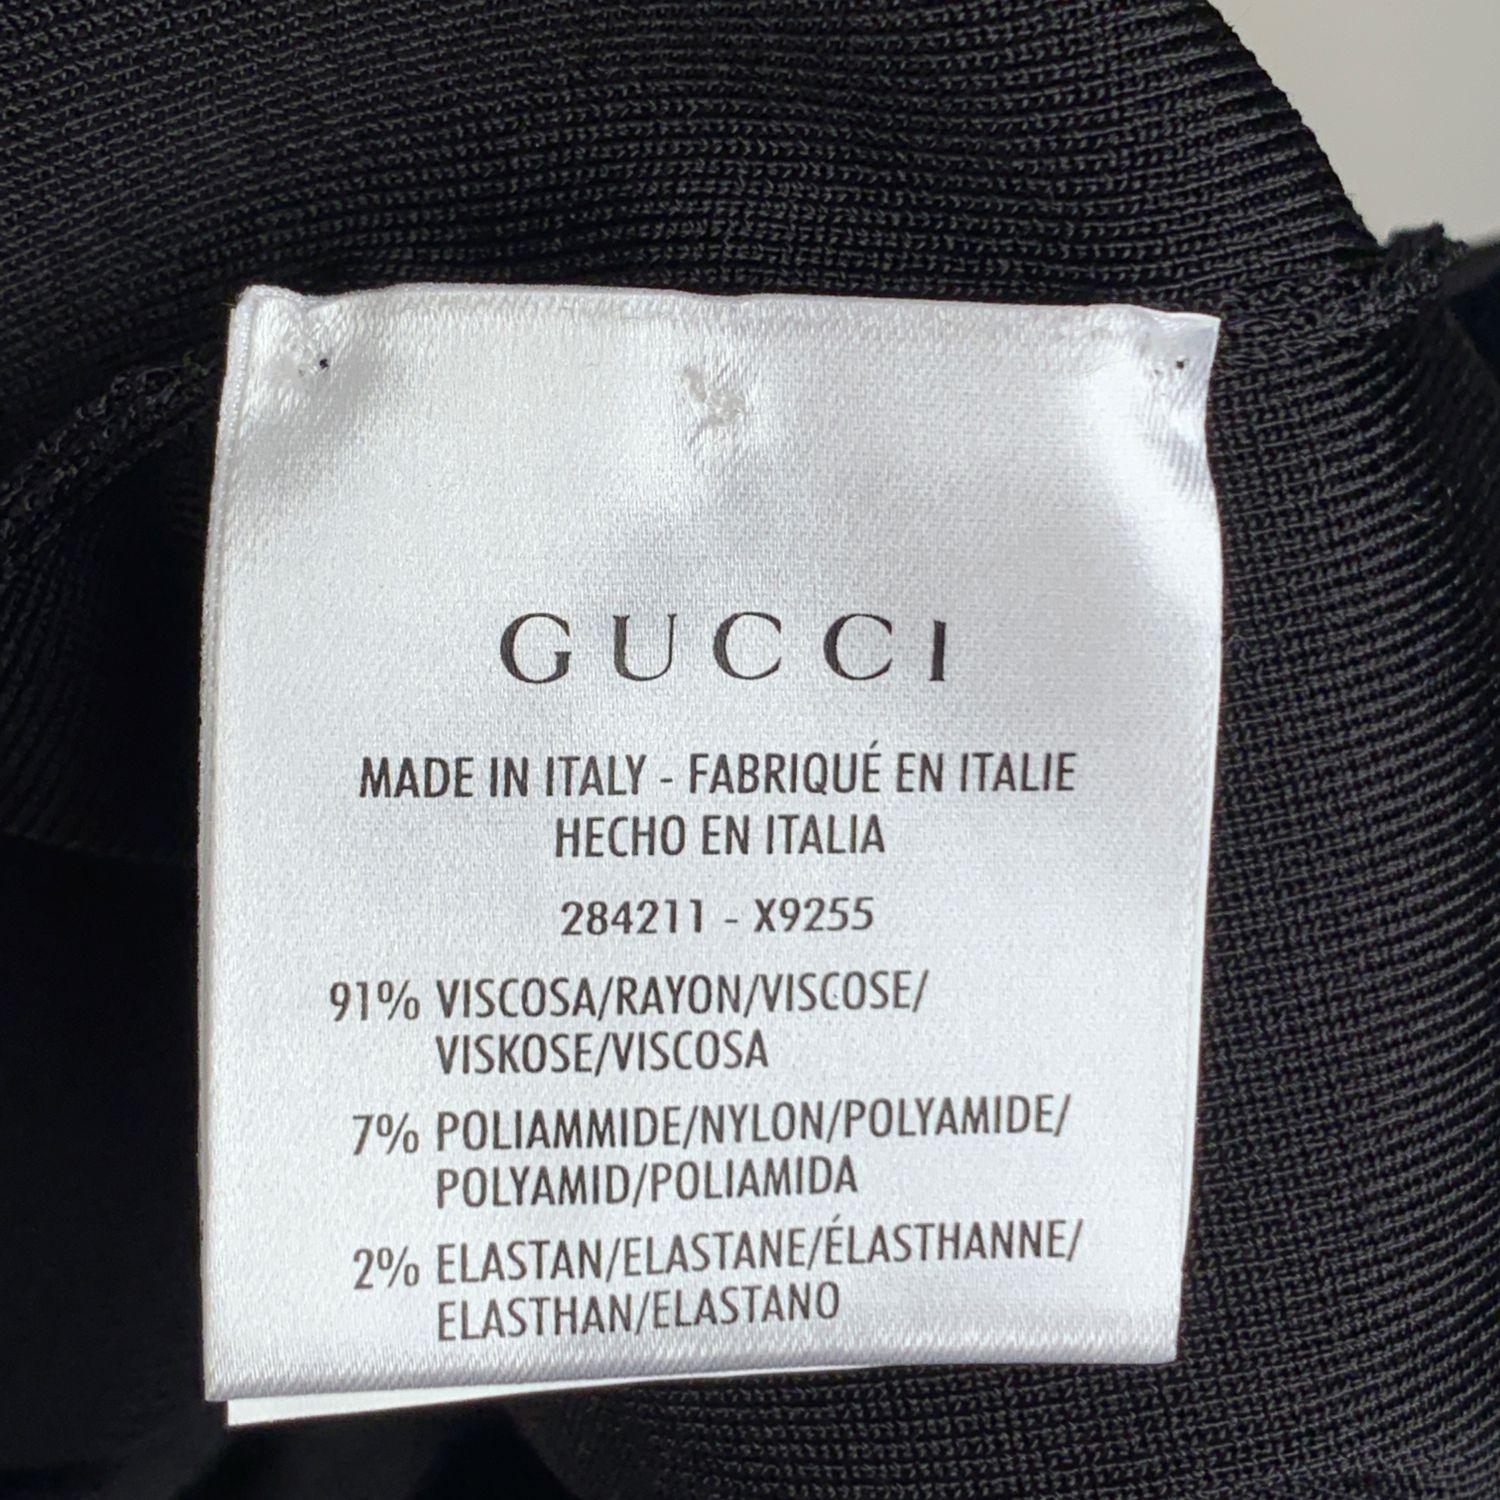 GUCCI
MADE IN ITALY - FABRIQUÉ EN ITALIE
HECHO EN ITALIA
284211 - X9255
91% VISCOSA/RAYON/VISCOSE/
VISKOSE/VISCOSA
7% POLIAMMIDE/NYLON/POLYAMIDE/
POLYAMID/POLIAMIDA
2% ELASTAN/ELASTANE/ÉLASTHANNE/
ELASTHAN/ELASTANO